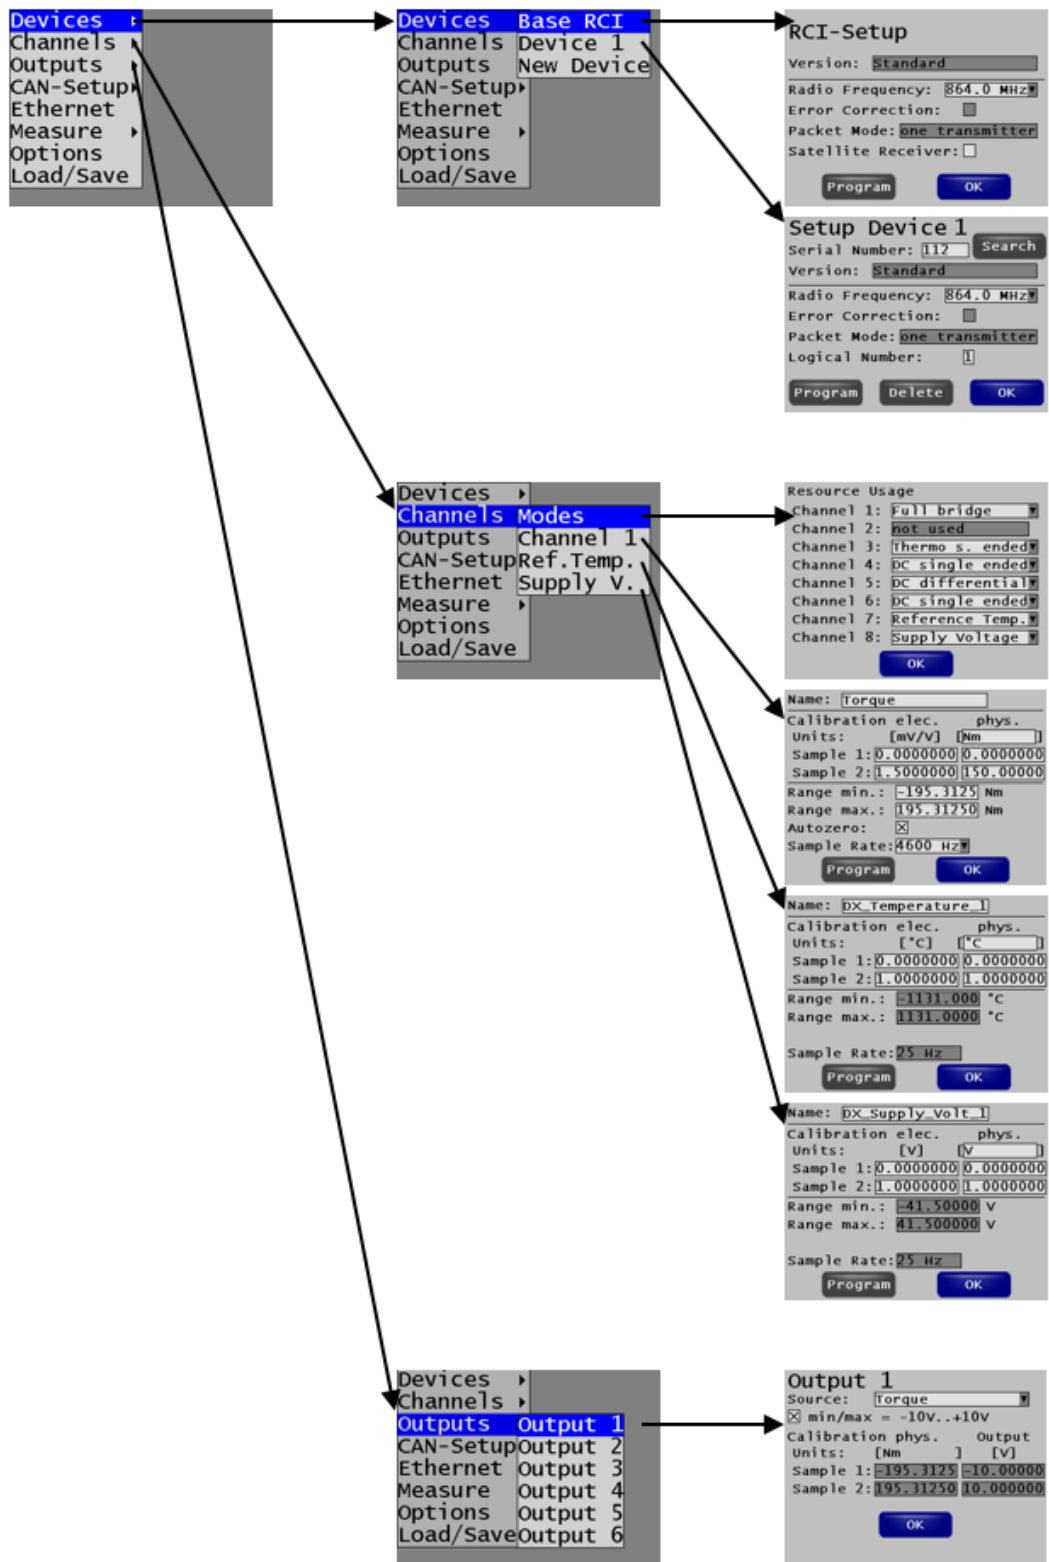 Devices
Channels
Outputs
CAN-Setup
Ethernet
Measure
Options
Load/Save
Devices Base RCI
Channels Device 1
Outputs New Device
CAN-Setup
Ethernet
Measure
Options
Load/Save
RCI-Setup
Version: Standard
Radio Frequency: 864.0 MHz
Error Correction:
Packet Mode: one transmitter
Satellite Receiver:
Program OK
Setup Device 1
Serial Number: 112 Search
Version: Standard
Radio Frequency: 864.0 MHz
Error Correction:
Packet Mode: one transmitter
Logical Number: 1
Program Delete OK
Devices
Channels Modes
Outputs Channel 1
CAN-Setup Ref.Temp.
Ethernet Supply V.
Measure
Options
Load/Save
Resource Usage
Channel 1: Full bridge
Channel 2: not used
Channel 3: Thermo s. ended
Channel 4: DC single ended
Channel 5: DC differential
Channel 6: DC single ended
Channel 7: Reference Temp.
Channel 8: Supply Voltage
OK
Name: Torque
Calibration elec. phys.
Units: [mV/V] [Nm ]
Sample 1: 0.0000000 0.0000000
Sample 2: 1.5000000 150.00000
Range min.: -195.3125 Nm
Range max.: 195.31250 Nm
Autozero:
Sample Rate: 4600 Hz
Program OK
Name: DX_Temperature_1
Calibration elec. phys.
Units: [°C] [°C ]
Sample 1: 0.0000000 0.0000000
Sample 2: 1.0000000 1.0000000
Range min.: -1131.000 °C
Range max.: 1131.0000 °C
Sample Rate: 25 Hz
Program OK
Name: DX_Supply_Volt_1
Calibration elec. phys.
Units: [V] [V ]
Sample 1: 0.0000000 0.0000000
Sample 2: 1.0000000 1.0000000
Range min.: -41.50000 V
Range max.: 41.500000 V
Sample Rate: 25 Hz
Program OK
Devices
Channels
Outputs Output 1
CAN-Setup Output 2
Ethernet Output 3
Measure Output 4
Options Output 5
Load/Save Output 6
Output 1
Source: Torque
min/max = -10V..+10V
Calibration phys. Output
Units: [Nm ] [V]
Sample 1: -195.3125 -10.00000
Sample 2: 195.31250 10.000000
OK